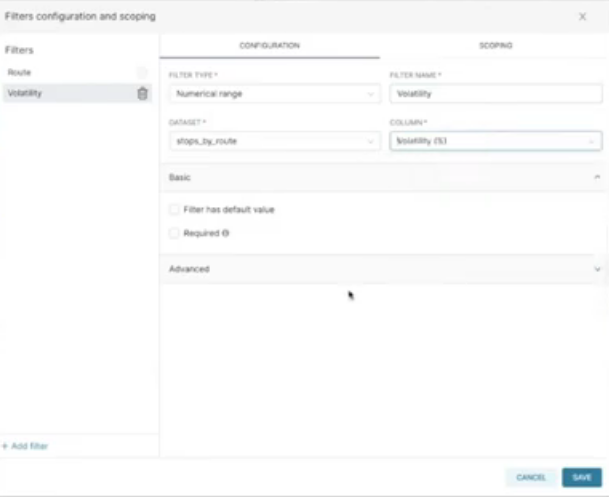 Filters configuration and scoping
Filters
CONFIGURATION
SCOPING
Route
Volatility
FILTER TYPE *
FILTER NAME *
Numerical range
Volatility
DATASET *
COLUMN *
stops_by_route
Volatility (%)
Basic
Filter has default value
Required
Advanced
+ Add filter
CANCEL
SAVE